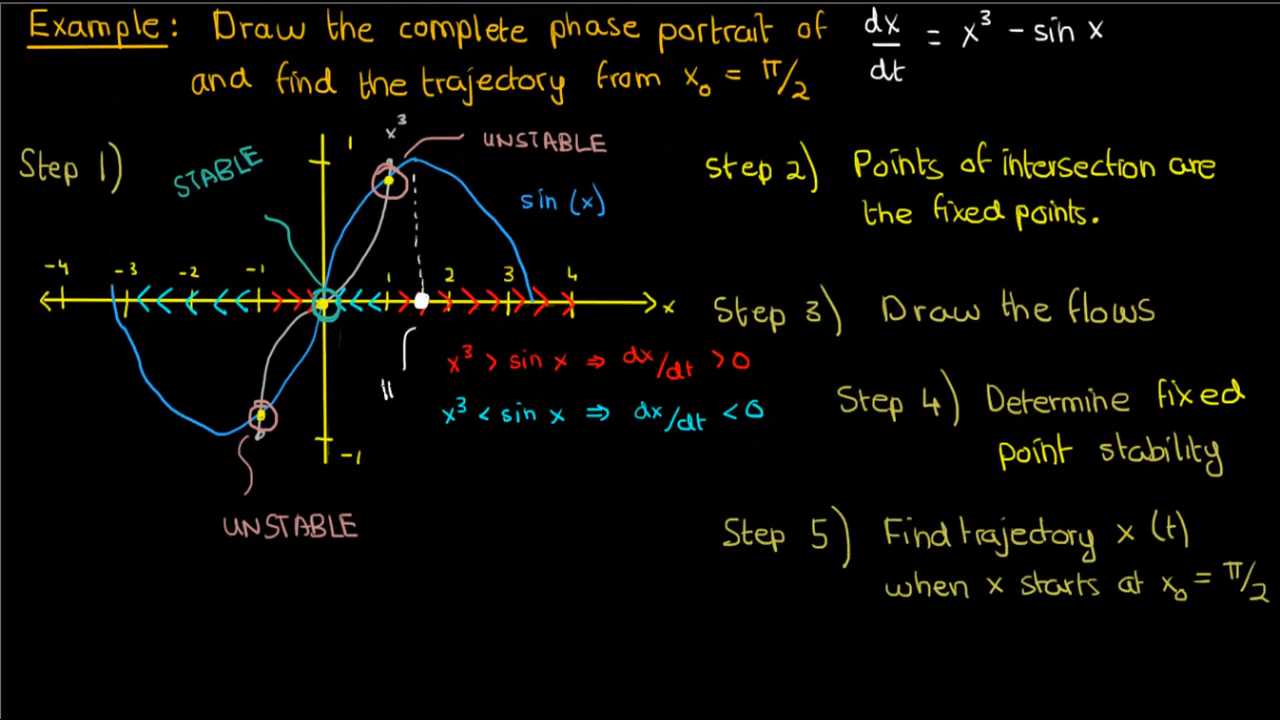 Example: Draw the complete phase portrait of dx/dt = x³ - sin x
and find the trajectory from x₀ = π/2
Step 1)
STABLE
x³
1
UNSTABLE
sin (x)
-4 -3 -2 -1 1 2 3 4
x
x³ > sin x ⇒ dx/dt > 0
x³ < sin x ⇒ dx/dt < 0
-1
UNSTABLE
Step 2) Points of intersection are
the fixed points.
Step 3) Draw the flows
Step 4) Determine fixed
point stability
Step 5) Find trajectory x (t)
when x starts at x₀ = π/2